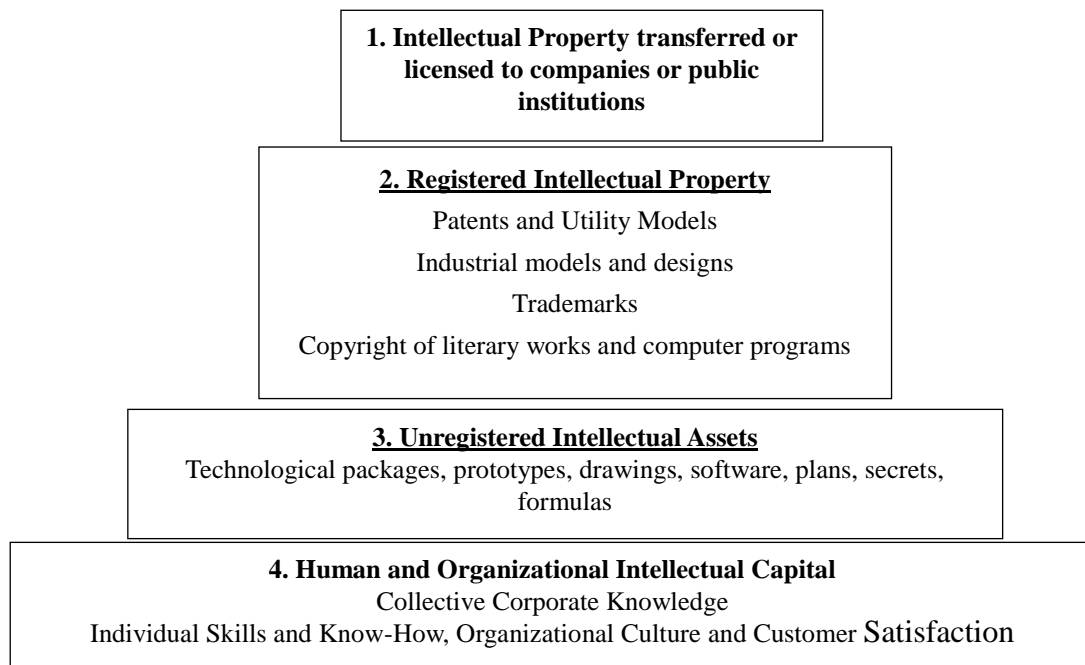 1. Intellectual Property transferred or
licensed to companies or public
institutions
2. Registered Intellectual Property
Patents and Utility Models
Industrial models and designs
Trademarks
Copyright of literary works and computer programs
3. Unregistered Intellectual Assets
Technological packages, prototypes, drawings, software, plans, secrets,
formulas
4. Human and Organizational Intellectual Capital
Collective Corporate Knowledge
Individual Skills and Know-How, Organizational Culture and Customer Satisfaction